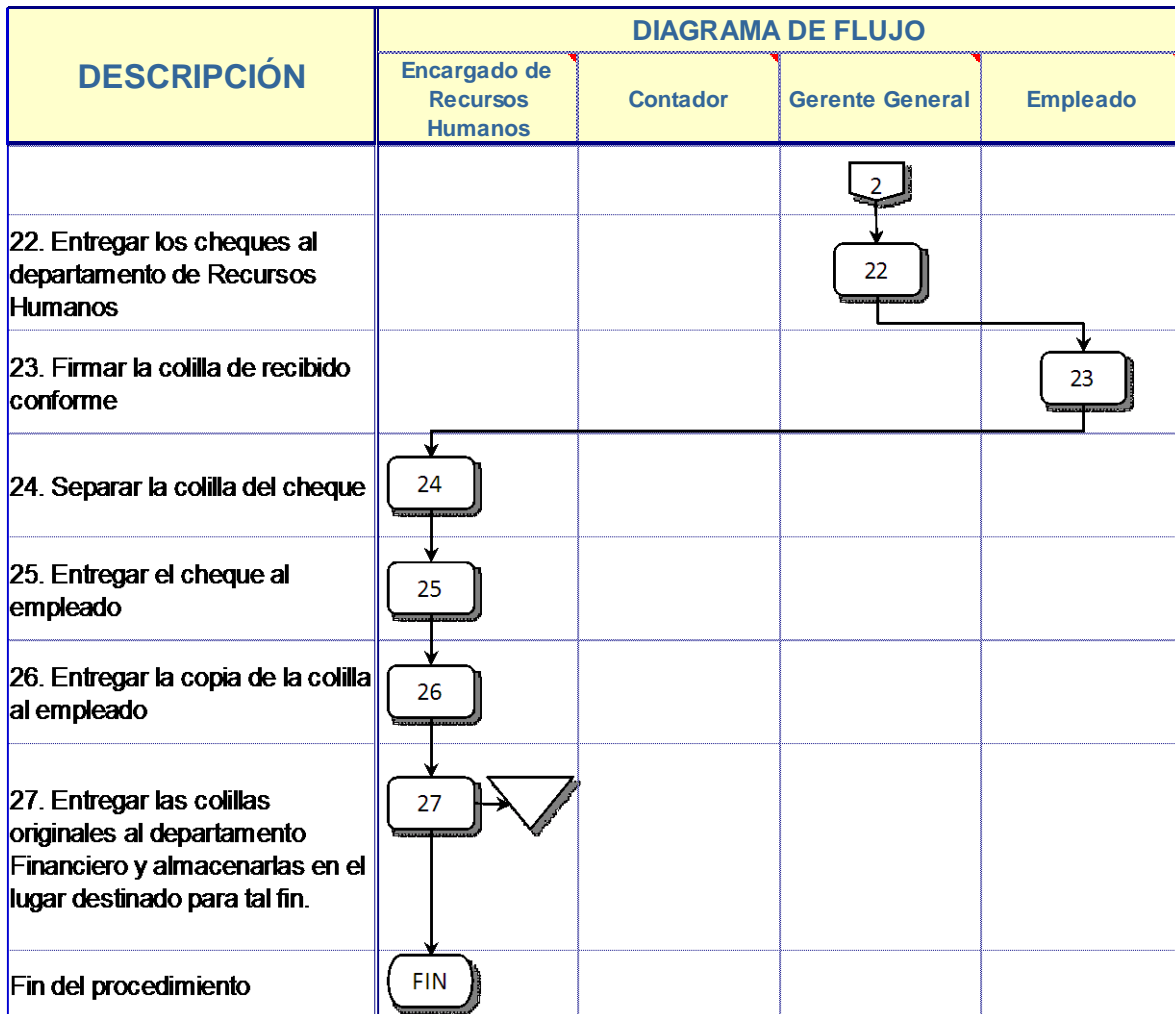 DESCRIPCIÓN
DIAGRAMA DE FLUJO
Encargado de
Recursos
Humanos
Contador
Gerente General
Empleado
2
22. Entregar los cheques al
departamento de Recursos
Humanos
22
23. Firmar la colilla de recibido
conforme
23
24. Separar la colilla del cheque
24
25. Entregar el cheque al
empleado
25
26. Entregar la copia de la colilla
al empleado
26
27. Entregar las colillas
originales al departamento
Financiero y almacenarlas en el
lugar destinado para tal fin.
27
Fin del procedimiento
FIN